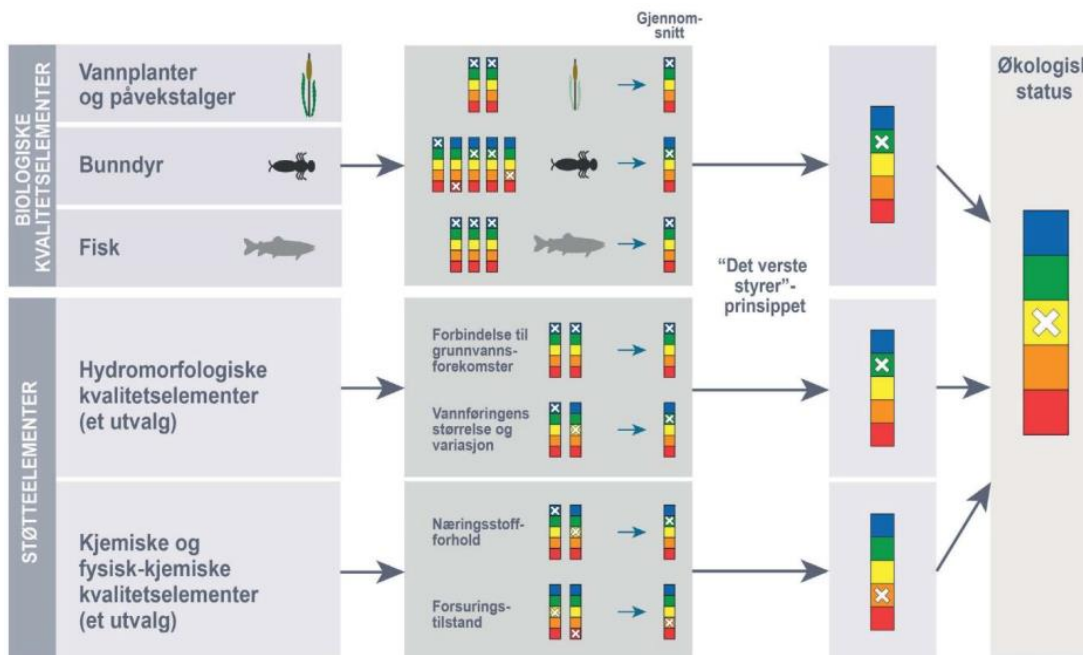 Gjennom-
snitt
BIOLOGISKE
KVALITETSELEMENTER
Vannplanter
og påvekstalger
Bunndyr
Fisk
"Det verste
styrer"-
prinsippet
Økologisk
status
STØTTEELEMENTER
Hydromorfologiske
kvalitetselementer
(et utvalg)
Forbindelse til
grunnvanns-
forekomster
Vannføringens
størrelse og
variasjon
Kjemiske og
fysisk-kjemiske
kvalitetselementer
(et utvalg)
Næringsstoff-
forhold
Forsurings-
tilstand